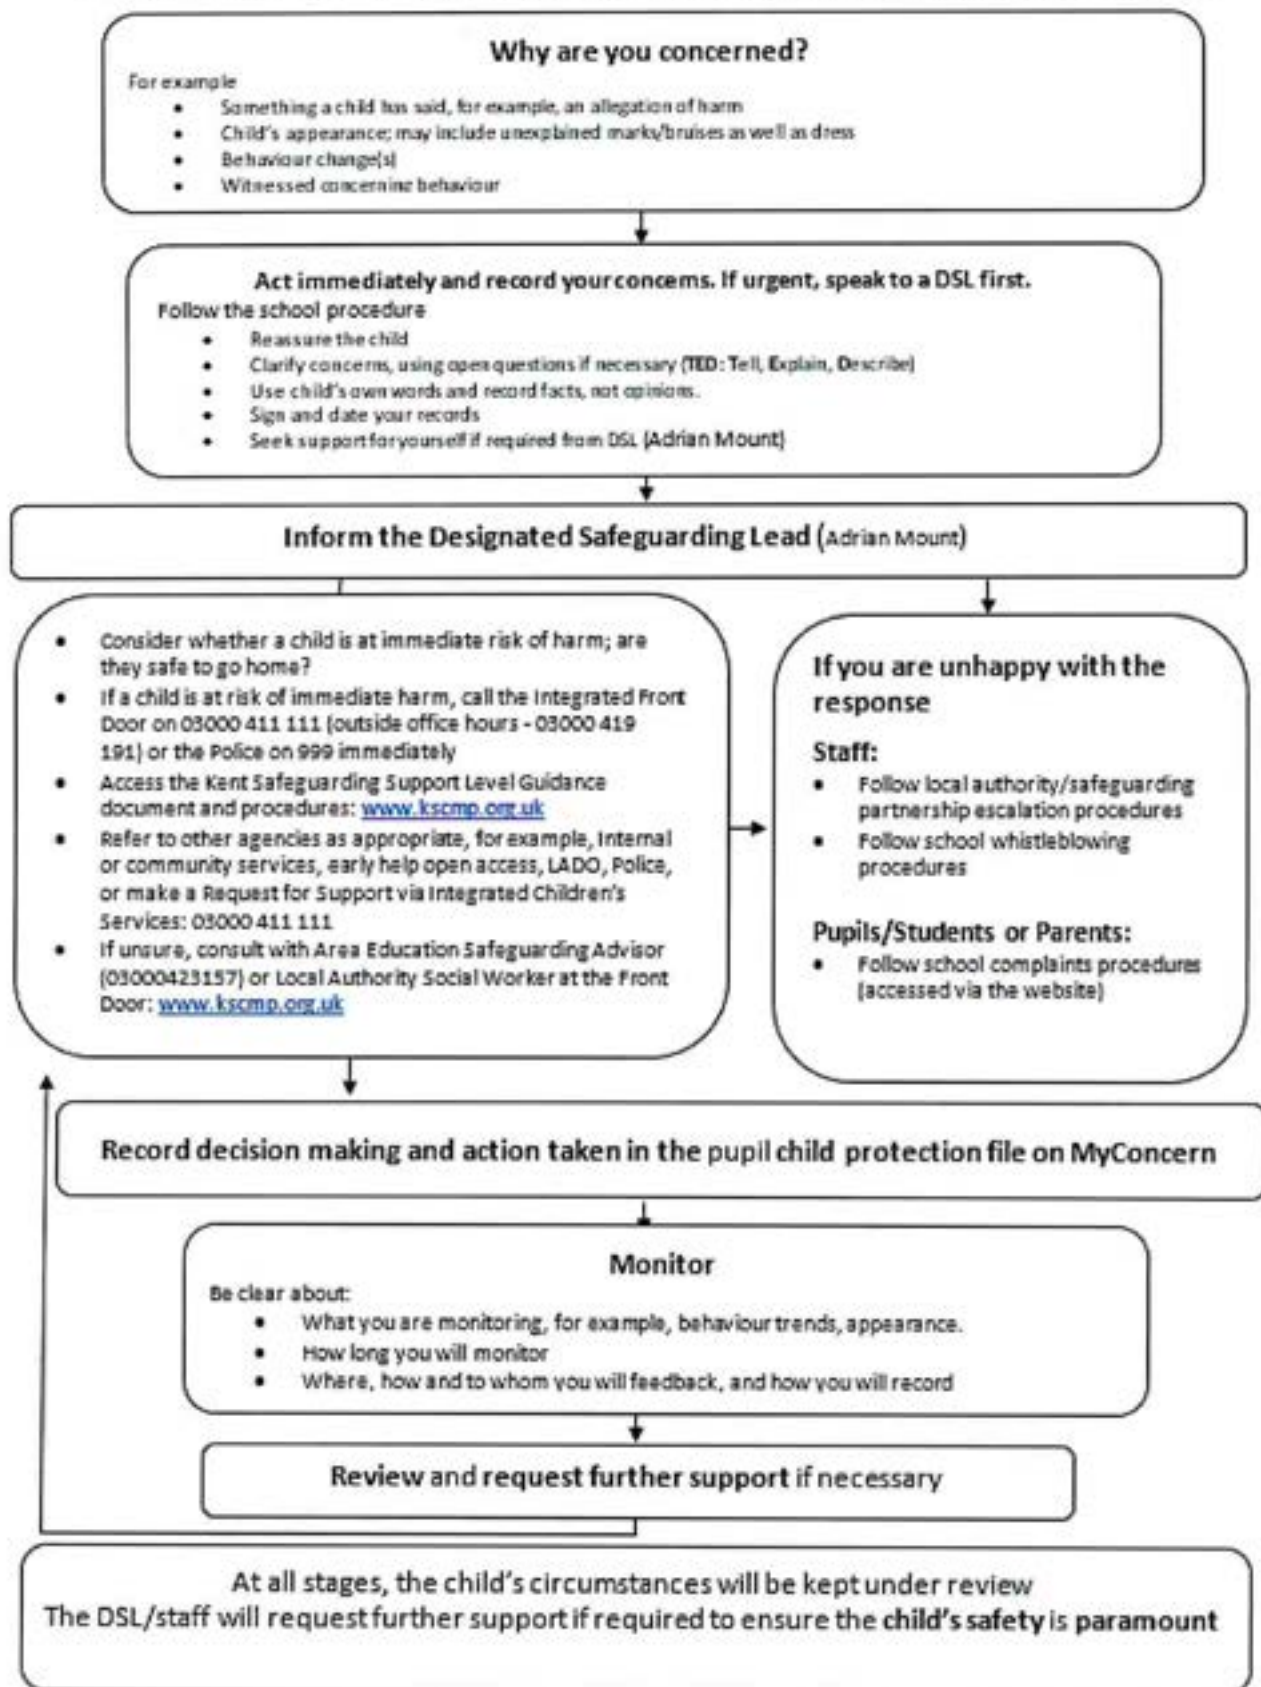 Why are you concerned?
For example
• Something a child has said, for example, an allegation of harm
• Child's appearance; may include unexplained marks/bruises as well as dress
• Behaviour change(s)
• Witnessed concerning behaviour
Act immediately and record your concerns. If urgent, speak to a DSL first.
Follow the school procedure
• Reassure the child
• Clarify concerns, using open questions if necessary (TED: Tell, Explain, Describe)
• Use child's own words and record facts, not opinions.
• Sign and date your records
• Seek support for yourself if required from DSL (Adrian Mount)
Inform the Designated Safeguarding Lead (Adrian Mount)
• Consider whether a child is at immediate risk of harm; are
they safe to go home?
• If a child is at risk of immediate harm, call the Integrated Front
Door on 03000 411 111 (outside office hours - 03000 419
191) or the Police on 999 immediately
• Access the Kent Safeguarding Support Level Guidance
document and procedures: www.kscmp.org.uk
• Refer to other agencies as appropriate, for example, Internal
or community services, early help open access, LADO, Police,
or make a Request for Support via Integrated Children's
Services: 03000 411 111
• If unsure, consult with Area Education Safeguarding Advisor
(03000423157) or Local Authority Social Worker at the Front
Door: www.kscmp.org.uk
If you are unhappy with the
response
Staff:
• Follow local authority/safeguarding
partnership escalation procedures
• Follow school whistleblowing
procedures
Pupils/Students or Parents:
• Follow school complaints procedures
(accessed via the website)
Record decision making and action taken in the pupil child protection file on MyConcern
Monitor
Be clear about:
• What you are monitoring, for example, behaviour trends, appearance.
• How long you will monitor
• Where, how and to whom you will feedback, and how you will record
Review and request further support if necessary
At all stages, the child's circumstances will be kept under review
The DSL/staff will request further support if required to ensure the child's safety is paramount